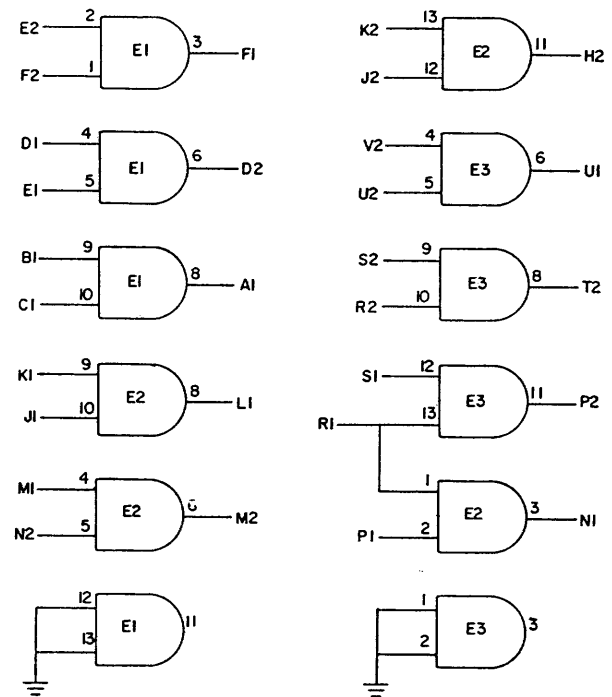 E2 2 E1 3 F1
F2 1
D1 4 E1 6 D2
E1 5
B1 9 E1 8 A1
C1 10
K1 9 E2 8 L1
J1 10
M1 4 E2 M2
N2 5
12 E1 11
13
K2 13 E2 11 H2
J2 12
V2 4 E3 6 U1
U2 5
S2 9 E3 8 T2
R2 10
S1 12 E3 11 P2
R1 13
1 E2 3 N1
P1 2
1 E3 3
2